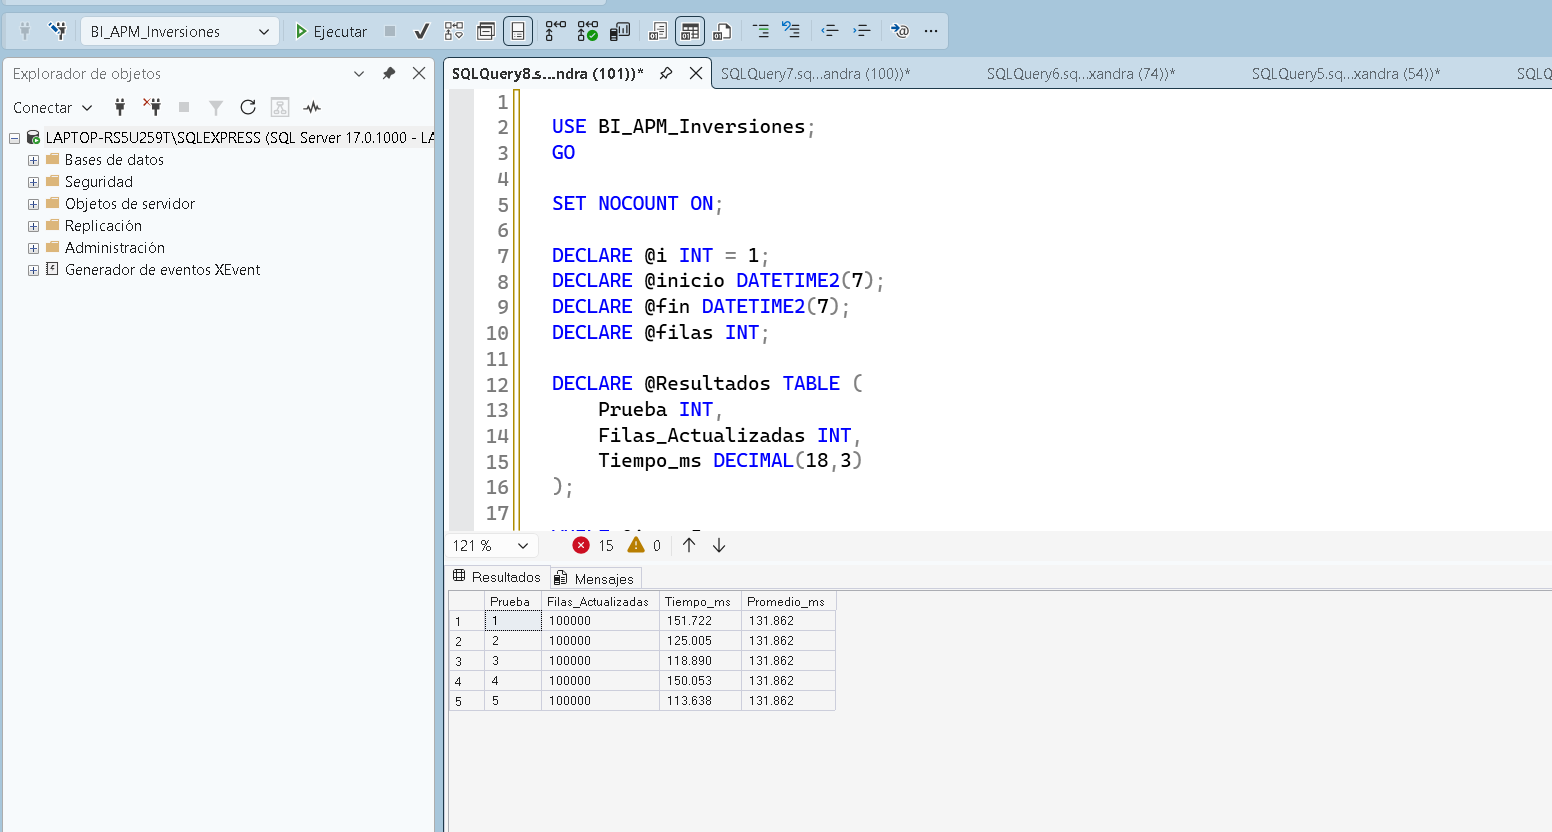 BI_APM_Inversiones
Ejecutar
Explorador de objetos
Conectar
LAPTOP-RS5U259T\SQLEXPRESS (SQL Server 17.0.1000 - LA
Bases de datos
Seguridad
Objetos de servidor
Replicación
Administración
Generador de eventos XEvent
SQLQuery8.s...ndra (101))*
SQLQuery7.sq...andra (100))*
SQLQuery6.sq...xandra (74))*
SQLQuery5.sq...xandra (54))*
SQLQ
1
2 USE BI_APM_Inversiones;
3 GO
4
5 SET NOCOUNT ON;
6
7 DECLARE @i INT = 1;
8 DECLARE @inicio DATETIME2(7);
9 DECLARE @fin DATETIME2(7);
10 DECLARE @filas INT;
11
12 DECLARE @Resultados TABLE (
13 Prueba INT,
14 Filas_Actualizadas INT,
15 Tiempo_ms DECIMAL(18,3)
16 );
17
121 %
15
0
Resultados
Mensajes
Prueba Filas_Actualizadas Tiempo_ms Promedio_ms
1 1 100000 151.722 131.862
2 2 100000 125.005 131.862
3 3 100000 118.890 131.862
4 4 100000 150.053 131.862
5 5 100000 113.638 131.862